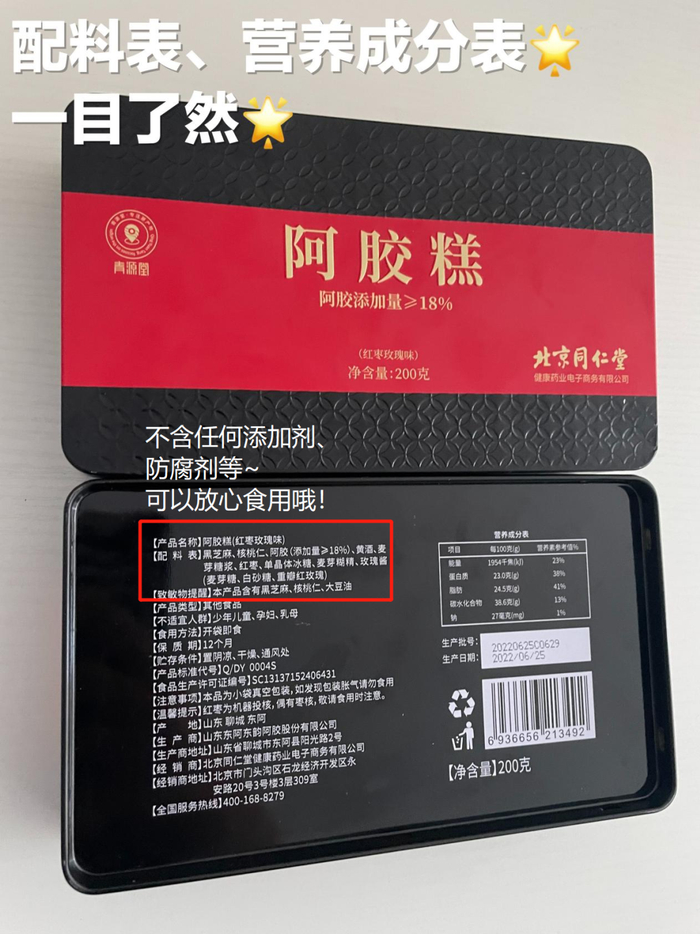 配料表、营养成分表
一目了然
青源堂
阿胶糕
阿胶添加量≥18%
(红枣玫瑰味)
净含量:200克
北京同仁堂
健康药业电子商务有限公司
不含任何添加剂、
防腐剂等~
可以放心食用哦!
【产品名称】阿胶糕(红枣玫瑰味)
【配 料 表】黑芝麻、核桃仁、阿胶(添加量≥18%)、黄酒、麦
芽糖浆、红枣、单晶体冰糖、麦芽糊精、玫瑰酱
(麦芽糖、白砂糖、重瓣红玫瑰)
【致敏物提醒】本产品含有黑芝麻、核桃仁、大豆油
【产品类型】其他食品
【不适宜人群】少年儿童、孕妇、乳母
【食用方法】开袋即食
【保 质 期】12个月
【贮存条件】置阴凉、干燥、通风处
【产品标准代号】Q/DY 0004S
【食品生产许可证编号】SC13137152406431
【注意事项】本品为小袋真空包装,如发现包装胀气请勿食用
【温馨提示】红枣为机器投核,偶有枣核,敬请食用时注意。
【产 地】山东 聊城 东阿
【生 产 商】山东东阿东韵阿胶股份有限公司
【生产商地址】山东省聊城市东阿县阳光路2号
【经 销 商】北京同仁堂健康药业电子商务有限公司
【经销商地址】北京市门头沟区石龙经济开发区永
安路20号3号楼3层309室
【全国服务热线】400-168-8279
营养成分表
项目 每100克(g) 营养素参考值%
能量 1954千焦(kJ) 23%
蛋白质 23.0克(g) 38%
脂肪 24.5克(g) 41%
碳水化合物 38.6克(g) 13%
钠 27毫克(mg) 1%
生产批号: 20220625C0629
生产日期: 2022/06/25
6 936656 213492
【净含量】200克